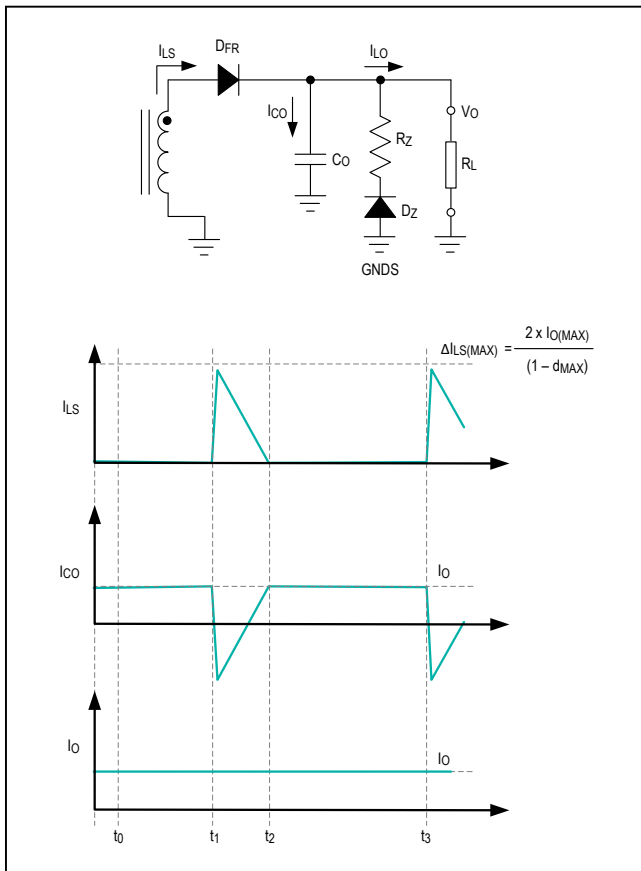 ILS
DFR
ILO
ICO
CO
RZ
DZ
VO
RL
GNDS
ΔILS(MAX) = 2 x IO(MAX) / (1 – dMAX)
ILS
ICO
IO
IO
IO
t0 t1 t2 t3